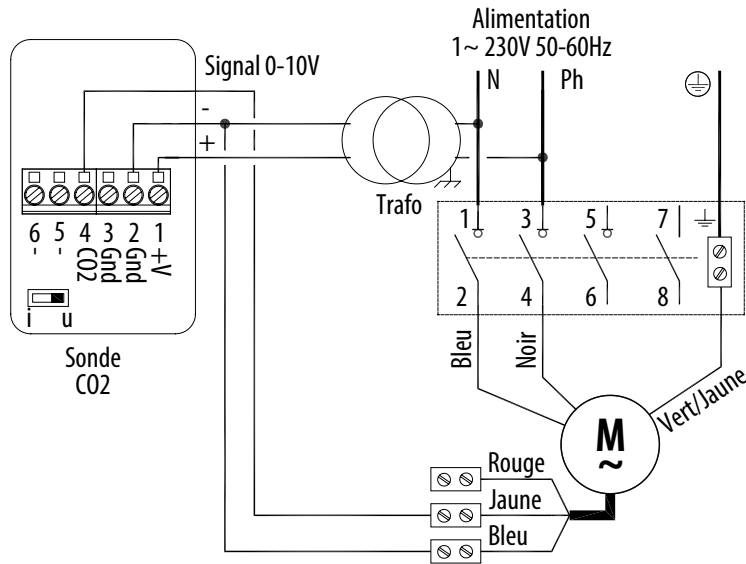 Alimentation
1~ 230V 50-60Hz
N Ph
Signal 0-10V
-
+
Trafo
6 5 4 3 2 1
- - CO2 Gnd Gnd +V
i u
Sonde
CO2
1 3 5 7
2 4 6 8
Bleu Noir Vert/Jaune
M
~
Rouge
Jaune
Bleu